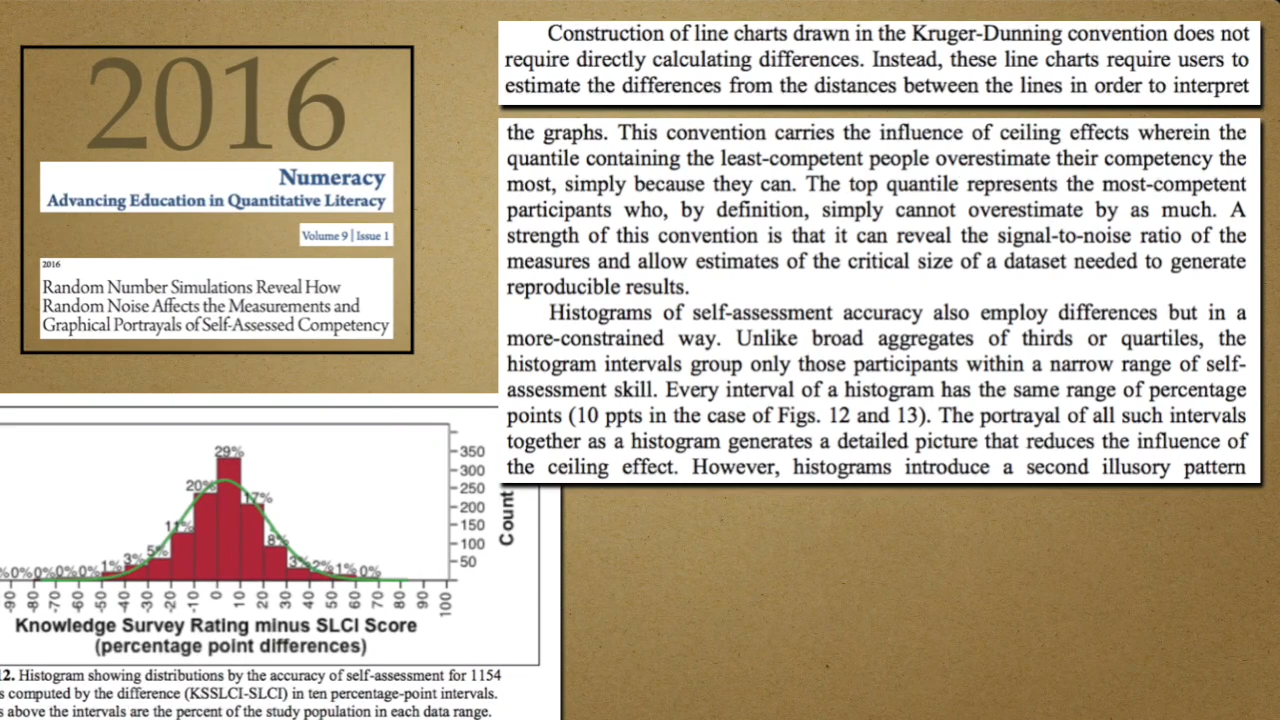 2016
Numeracy
Advancing Education in Quantitative Literacy
Volume 9 | Issue 1
2016
Random Number Simulations Reveal How
Random Noise Affects the Measurements and
Graphical Portrayals of Self-Assessed Competency
Construction of line charts drawn in the Kruger-Dunning convention does not
require directly calculating differences. Instead, these line charts require users to
estimate the differences from the distances between the lines in order to interpret
the graphs. This convention carries the influence of ceiling effects wherein the
quantile containing the least-competent people overestimate their competency the
most, simply because they can. The top quantile represents the most-competent
participants who, by definition, simply cannot overestimate by as much. A
strength of this convention is that it can reveal the signal-to-noise ratio of the
measures and allow estimates of the critical size of a dataset needed to generate
reproducible results.
Histograms of self-assessment accuracy also employ differences but in a
more-constrained way. Unlike broad aggregates of thirds or quartiles, the
histogram intervals group only those participants within a narrow range of self-
assessment skill. Every interval of a histogram has the same range of percentage
points (10 ppts in the case of Figs. 12 and 13). The portrayal of all such intervals
together as a histogram generates a detailed picture that reduces the influence of
the ceiling effect. However, histograms introduce a second illusory pattern
%0%0%0%0%1%3%5%11%20%29%17%8%3%2%1%0%
350
300
250
200
150
100
50
Count
-90 -80 -70 -60 -50 -40 -30 -20 -10 0 10 20 30 40 50 60 70 80 90 100
Knowledge Survey Rating minus SLCI Score
(percentage point differences)
12. Histogram showing distributions by the accuracy of self-assessment for 1154
s computed by the difference (KSSLCI-SLCI) in ten percentage-point intervals.
s above the intervals are the percent of the study population in each data range.